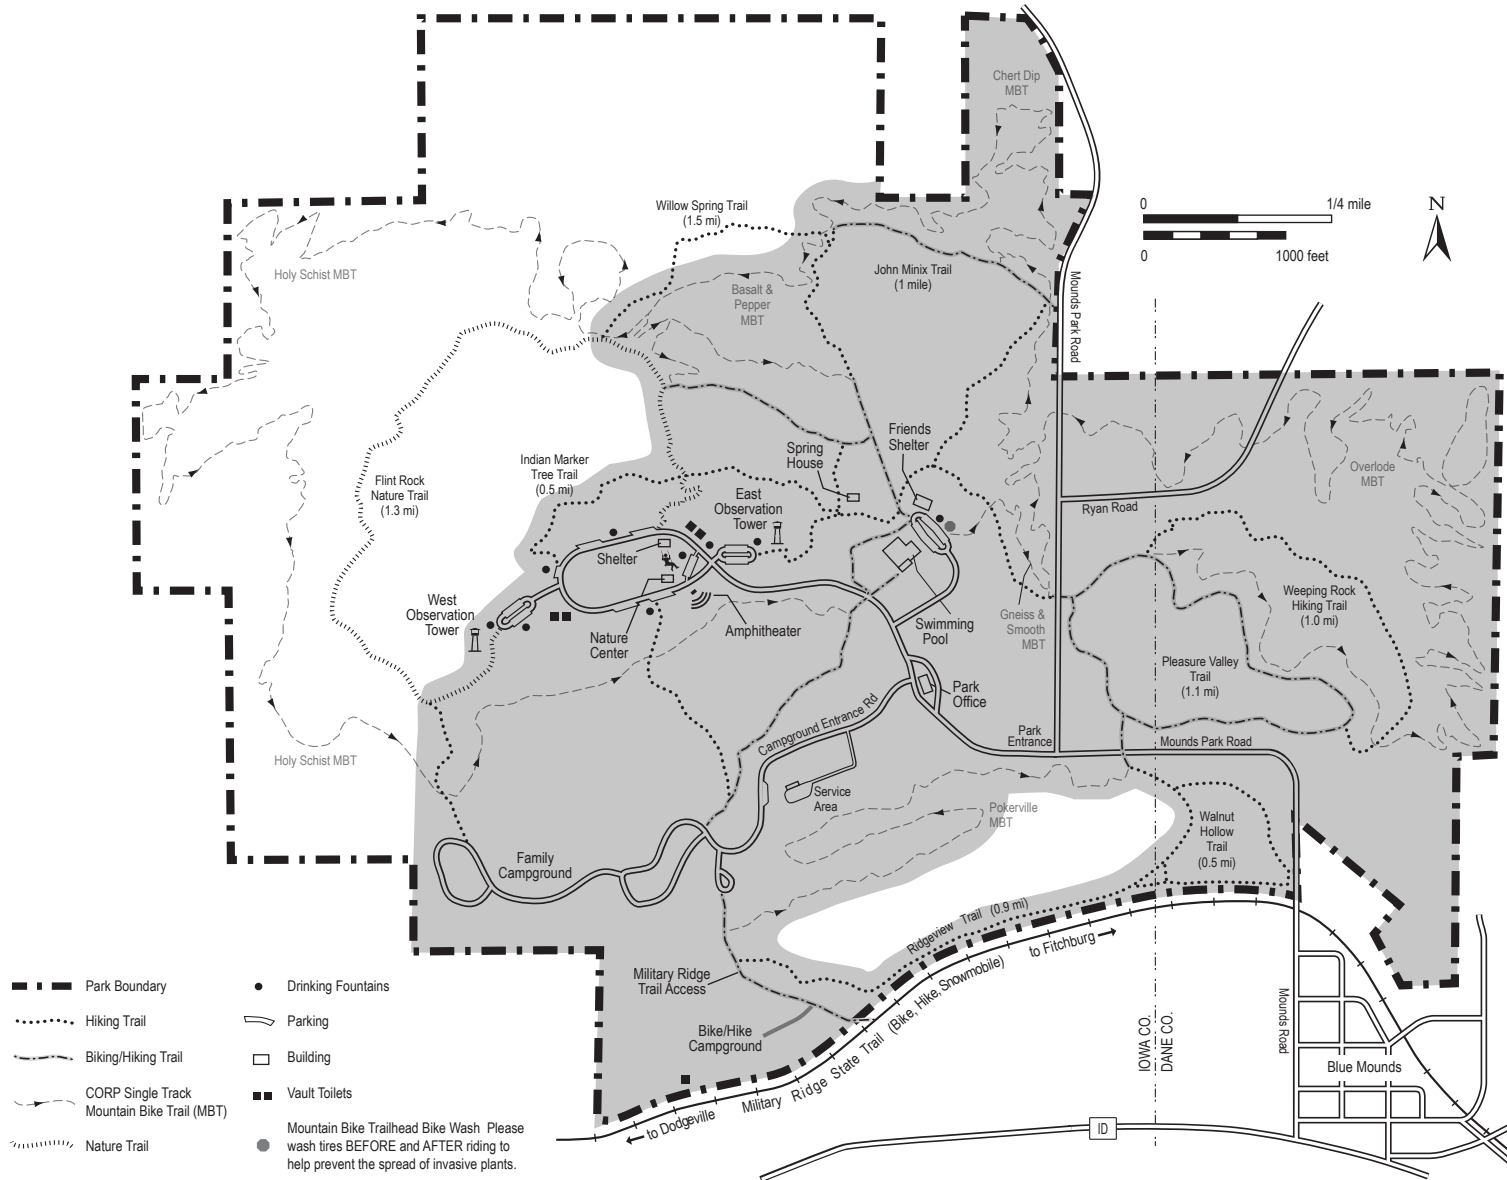 Chert Dip
MBT
0
1/4 mile
0
1000 feet
N
Willow Spring Trail
(1.5 mi)
John Minix Trail
(1 mile)
Mounds Park Road
Holy Schist MBT
Basalt &
Pepper
MBT
Indian Marker
Tree Trail
(0.5 mi)
Flint Rock
Nature Trail
(1.3 mi)
Spring
House
Friends
Shelter
East
Observation
Tower
Overlode
MBT
Ryan Road
Shelter
West
Observation
Tower
Nature
Center
Amphitheater
Swimming
Pool
Gneiss &
Smooth
MBT
Weeping Rock
Hiking Trail
(1.0 mi)
Pleasure Valley
Trail
(1.1 mi)
Park
Office
Campground Entrance Rd
Park
Entrance
Mounds Park Road
Holy Schist MBT
Service
Area
Pokerville
MBT
Walnut
Hollow
Trail
(0.5 mi)
Family
Campground
Ridgeview Trail (0.9 mi)
to Fitchburg
Military Ridge
Trail Access
Bike/Hike
Campground
Military Ridge State Trail (Bike, Hike, Snowmobile)
to Dodgeville
IOWA CO.
DANE CO.
Mounds Road
Blue Mounds
ID
Park Boundary
Hiking Trail
Biking/Hiking Trail
CORP Single Track
Mountain Bike Trail (MBT)
Nature Trail
Drinking Fountains
Parking
Building
Vault Toilets
Mountain Bike Trailhead Bike Wash Please
wash tires BEFORE and AFTER riding to
help prevent the spread of invasive plants.